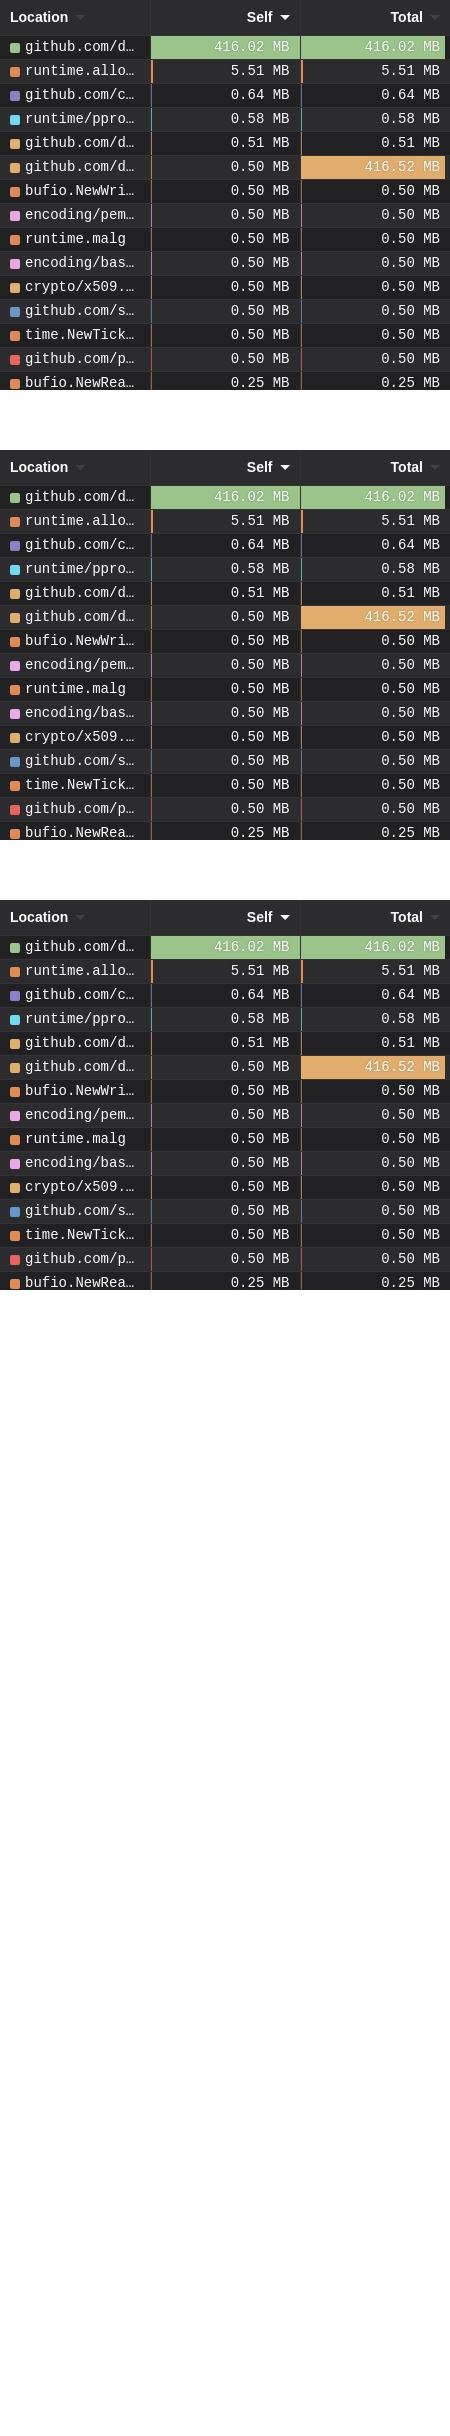 Location Self Total
github.com/d… 416.02 MB 416.02 MB
runtime.allo… 5.51 MB 5.51 MB
github.com/c… 0.64 MB 0.64 MB
runtime/ppro… 0.58 MB 0.58 MB
github.com/d… 0.51 MB 0.51 MB
github.com/d… 0.50 MB 416.52 MB
bufio.NewWri… 0.50 MB 0.50 MB
encoding/pem… 0.50 MB 0.50 MB
runtime.malg 0.50 MB 0.50 MB
encoding/bas… 0.50 MB 0.50 MB
crypto/x509.… 0.50 MB 0.50 MB
github.com/s… 0.50 MB 0.50 MB
time.NewTick… 0.50 MB 0.50 MB
github.com/p… 0.50 MB 0.50 MB
bufio.NewRea… 0.25 MB 0.25 MB
Location Self Total
github.com/d… 416.02 MB 416.02 MB
runtime.allo… 5.51 MB 5.51 MB
github.com/c… 0.64 MB 0.64 MB
runtime/ppro… 0.58 MB 0.58 MB
github.com/d… 0.51 MB 0.51 MB
github.com/d… 0.50 MB 416.52 MB
bufio.NewWri… 0.50 MB 0.50 MB
encoding/pem… 0.50 MB 0.50 MB
runtime.malg 0.50 MB 0.50 MB
encoding/bas… 0.50 MB 0.50 MB
crypto/x509.… 0.50 MB 0.50 MB
github.com/s… 0.50 MB 0.50 MB
time.NewTick… 0.50 MB 0.50 MB
github.com/p… 0.50 MB 0.50 MB
bufio.NewRea… 0.25 MB 0.25 MB
Location Self Total
github.com/d… 416.02 MB 416.02 MB
runtime.allo… 5.51 MB 5.51 MB
github.com/c… 0.64 MB 0.64 MB
runtime/ppro… 0.58 MB 0.58 MB
github.com/d… 0.51 MB 0.51 MB
github.com/d… 0.50 MB 416.52 MB
bufio.NewWri… 0.50 MB 0.50 MB
encoding/pem… 0.50 MB 0.50 MB
runtime.malg 0.50 MB 0.50 MB
encoding/bas… 0.50 MB 0.50 MB
crypto/x509.… 0.50 MB 0.50 MB
github.com/s… 0.50 MB 0.50 MB
time.NewTick… 0.50 MB 0.50 MB
github.com/p… 0.50 MB 0.50 MB
bufio.NewRea… 0.25 MB 0.25 MB